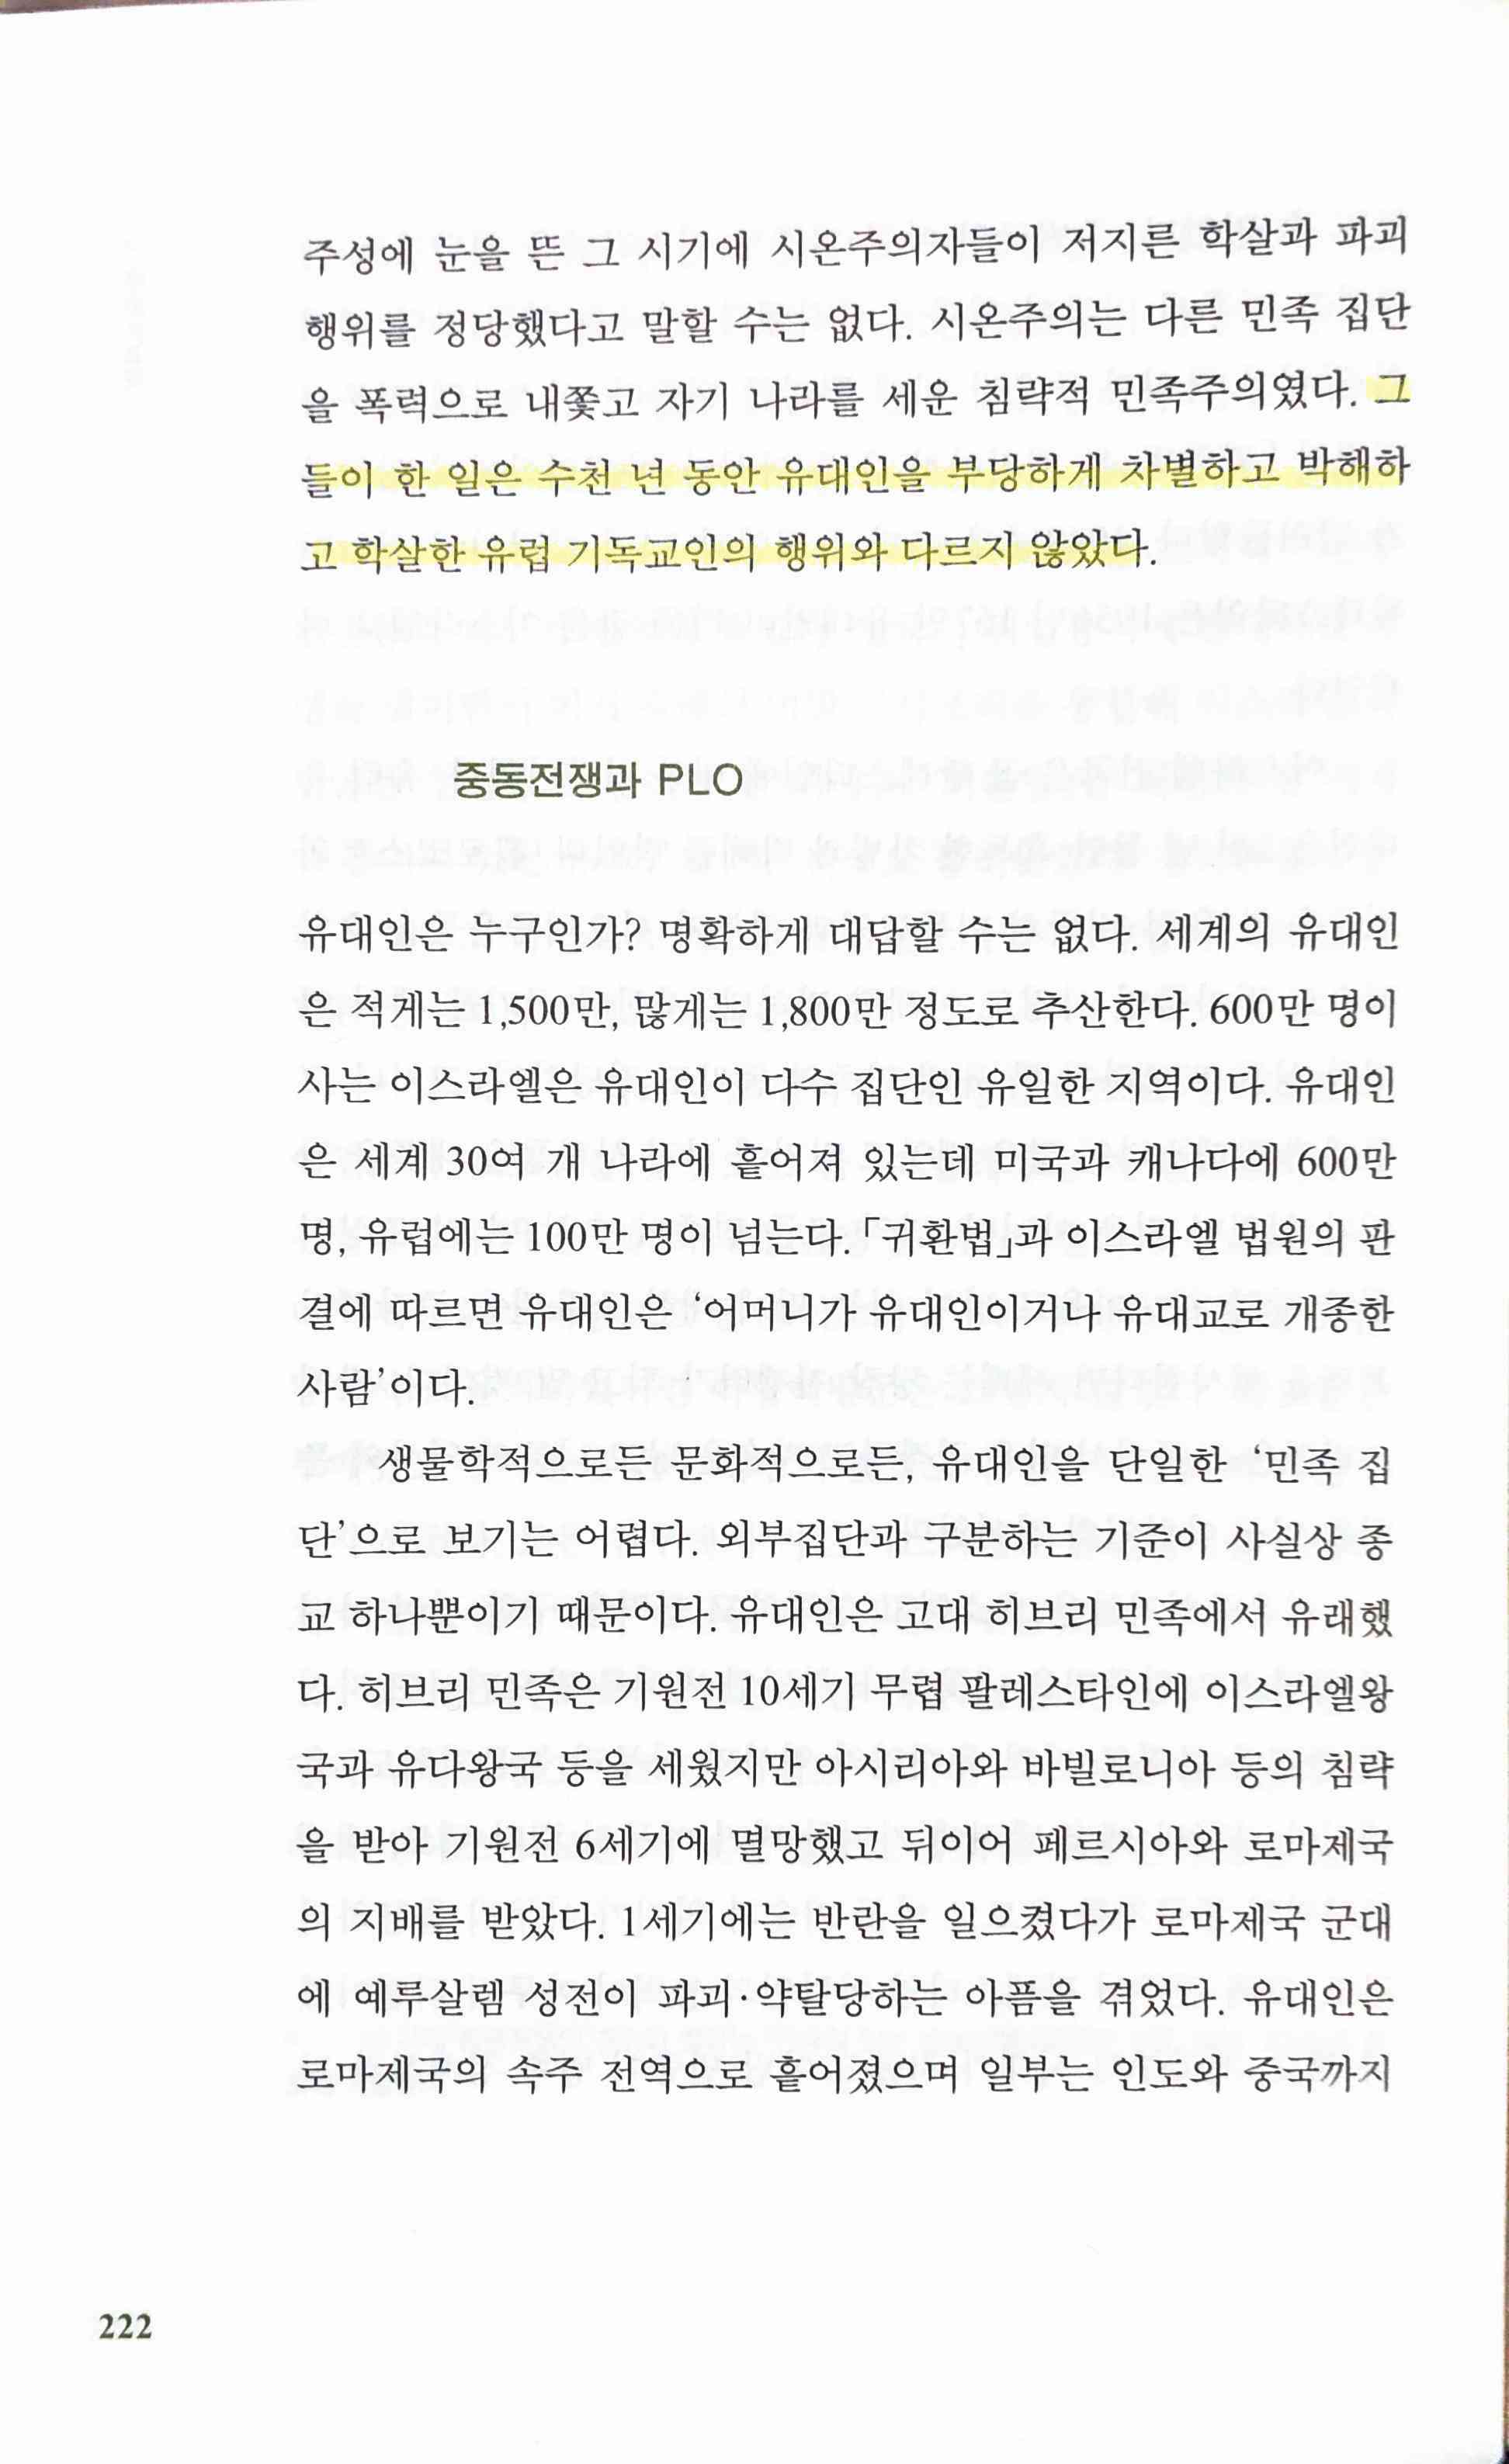 주성에 눈을 뜬 그 시기에 시온주의자들이 저지른 학살과 파괴
행위를 정당했다고 말할 수는 없다. 시온주의는 다른 민족 집단
을 폭력으로 내쫓고 자기 나라를 세운 침략적 민족주의였다. 그
들이 한 일은 수천 년 동안 유대인을 부당하게 차별하고 박해하
고 학살한 유럽 기독교인의 행위와 다르지 않았다.
중동전쟁과 PLO
유대인은 누구인가? 명확하게 대답할 수는 없다. 세계의 유대인
은 적게는 1,500만, 많게는 1,800만 정도로 추산한다. 600만 명이
사는 이스라엘은 유대인이 다수 집단인 유일한 지역이다. 유대인
은 세계 30여 개 나라에 흩어져 있는데 미국과 캐나다에 600만
명, 유럽에는 100만 명이 넘는다. 「귀환법」과 이스라엘 법원의 판
결에 따르면 유대인은 ‘어머니가 유대인이거나 유대교로 개종한
사람’이다.
생물학적으로든 문화적으로든, 유대인을 단일한 ‘민족 집
단’으로 보기는 어렵다. 외부집단과 구분하는 기준이 사실상 종
교 하나뿐이기 때문이다. 유대인은 고대 히브리 민족에서 유래했
다. 히브리 민족은 기원전 10세기 무렵 팔레스타인에 이스라엘왕
국과 유다왕국 등을 세웠지만 아시리아와 바빌로니아 등의 침략
을 받아 기원전 6세기에 멸망했고 뒤이어 페르시아와 로마제국
의 지배를 받았다. 1세기에는 반란을 일으켰다가 로마제국 군대
에 예루살렘 성전이 파괴·약탈당하는 아픔을 겪었다. 유대인은
로마제국의 속주 전역으로 흩어졌으며 일부는 인도와 중국까지
222